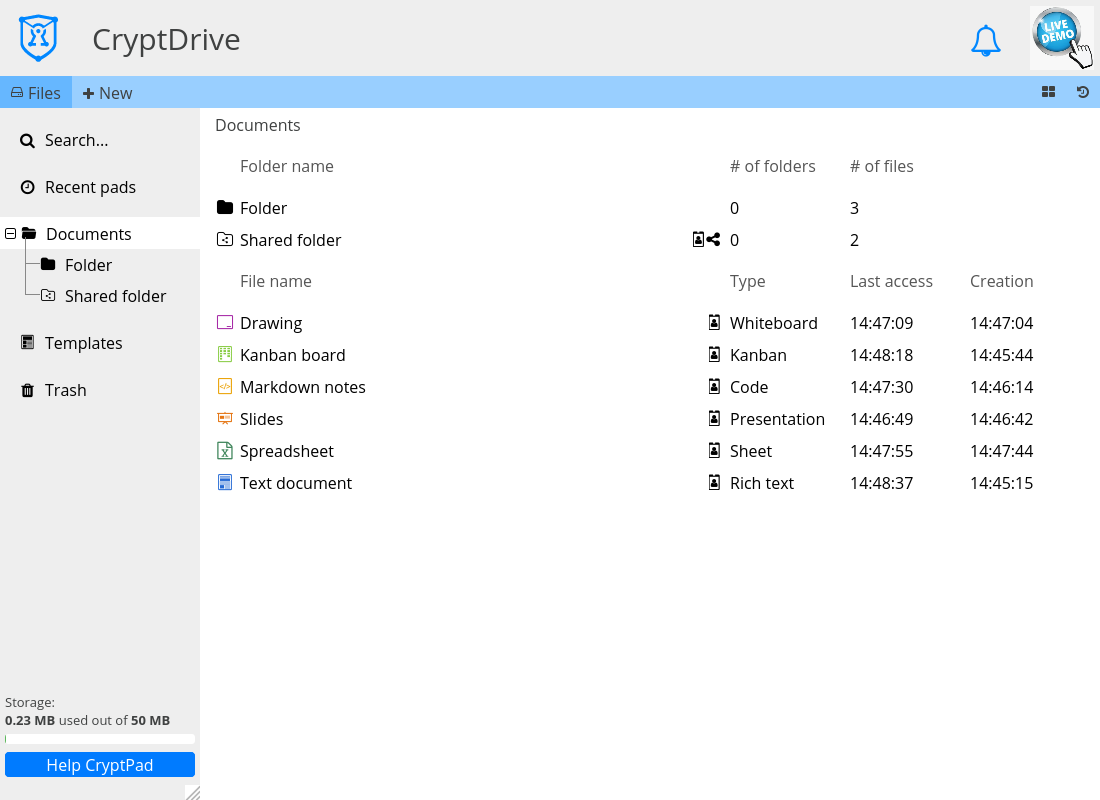 CryptDrive
LIVE
DEMO
Files
New
Search...
Recent pads
Documents
Folder
Shared folder
Templates
Trash
Storage:
0.23 MB used out of 50 MB
Help CryptPad
Documents
Folder name # of folders # of files
Folder 0 3
Shared folder 0 2
File name Type Last access Creation
Drawing Whiteboard 14:47:09 14:47:04
Kanban board Kanban 14:48:18 14:45:44
Markdown notes Code 14:47:30 14:46:14
Slides Presentation 14:46:49 14:46:42
Spreadsheet Sheet 14:47:55 14:47:44
Text document Rich text 14:48:37 14:45:15